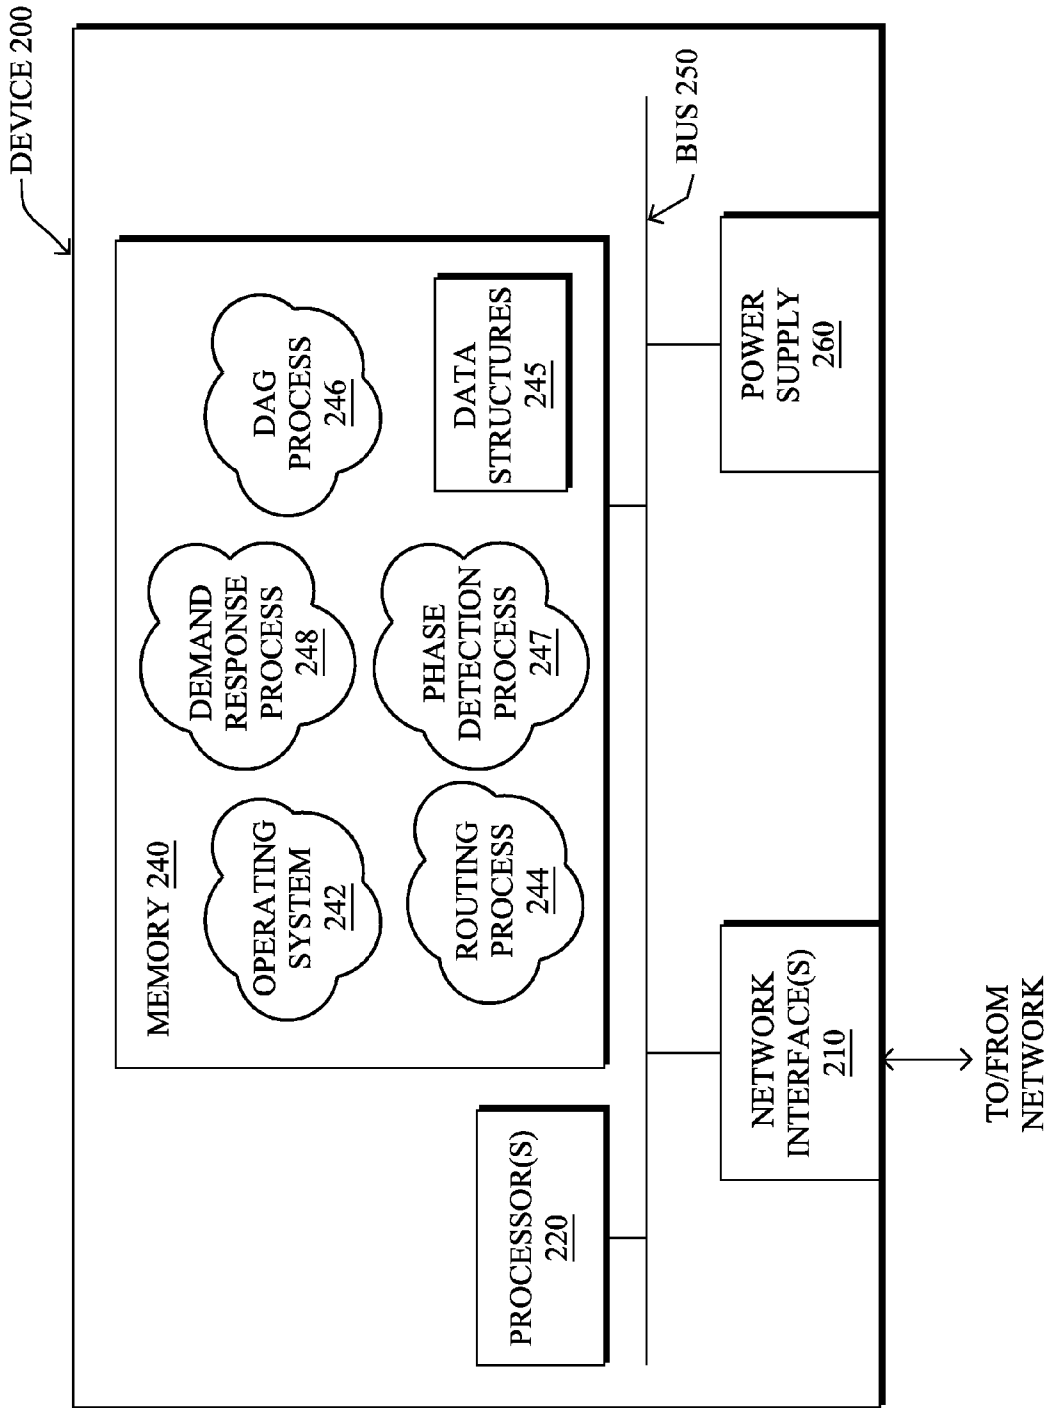 DEVICE 200
MEMORY 240
OPERATING
SYSTEM
242
DEMAND
RESPONSE
PROCESS
248
DAG
PROCESS
246
ROUTING
PROCESS
244
PHASE
DETECTION
PROCESS
247
DATA
STRUCTURES
245
PROCESSOR(S)
220
BUS 250
NETWORK
INTERFACE(S)
210
POWER
SUPPLY
260
TO/FROM
NETWORK